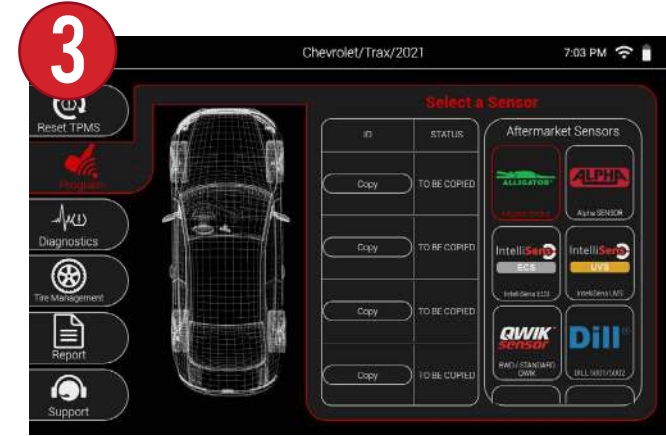 3
Chevrolet/Trax/2021
7:03 PM
Reset TPMS
Program
Diagnostics
Tire Management
Report
Support
Select a Sensor
ID STATUS
Copy TO BE COPIED
Copy TO BE COPIED
Copy TO BE COPIED
Copy TO BE COPIED
Aftermarket Sensors
ALLIGATOR®
ALPHA
Alpha SENSOR
IntelliSens
ECS
IntelliSens ECS
IntelliSens
UVS
IntelliSens UVS
QWIK
sensor
QWIK
Dill®
DILL 9001/5002